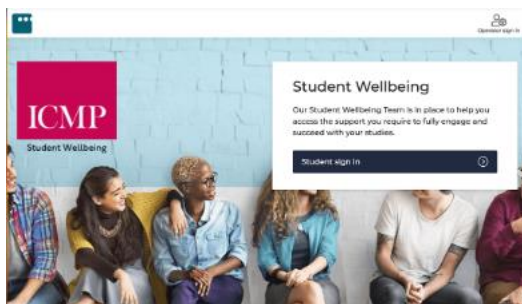 Operator sign in
ICMP
Student Wellbeing
Student Wellbeing
Our Student Wellbeing Team is in place to help you
access the support you require to fully engage and
succeed with your studies.
Student sign in